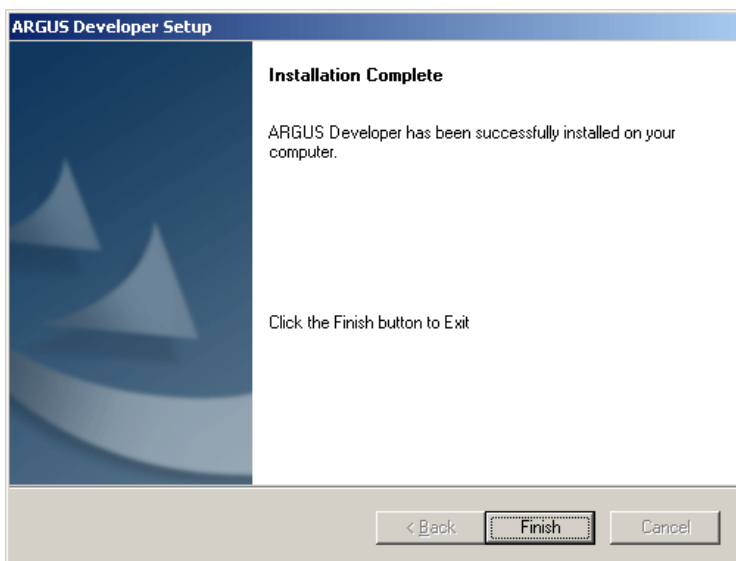 ARGUS Developer Setup
Installation Complete
ARGUS Developer has been successfully installed on your
computer.
Click the Finish button to Exit
< Back
Finish
Cancel